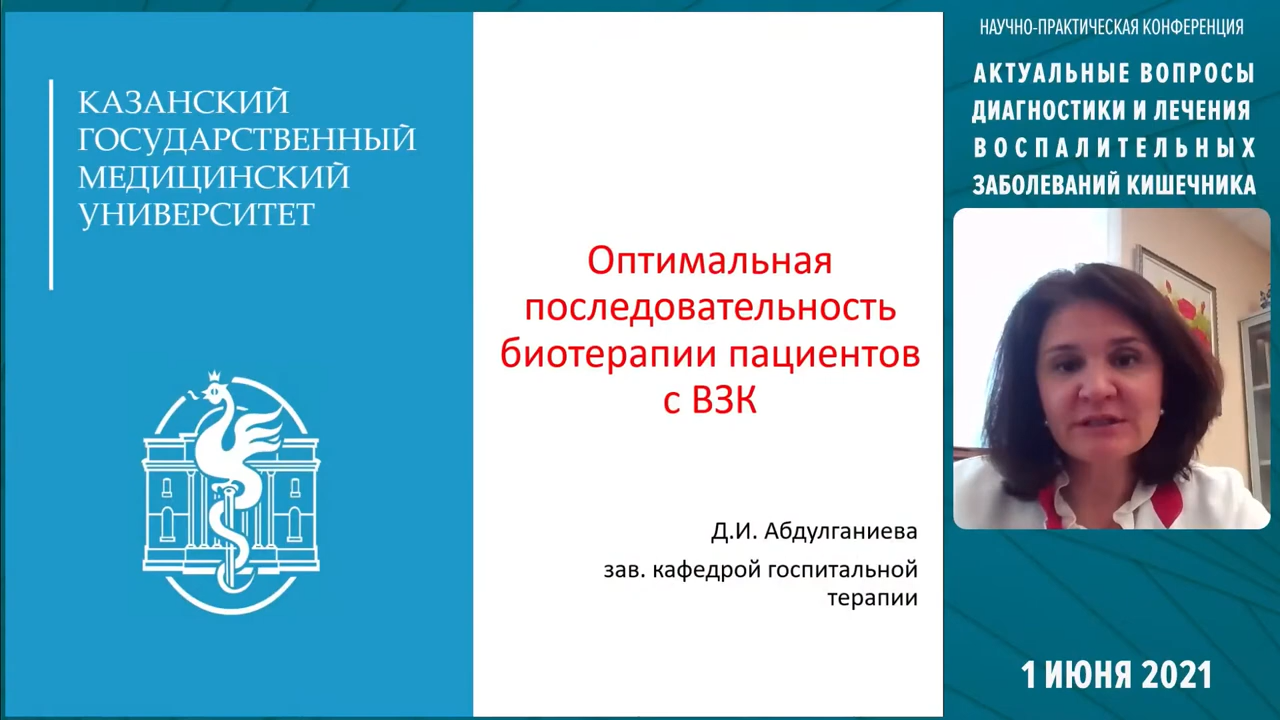 КАЗАНСКИЙ
ГОСУДАРСТВЕННЫЙ
МЕДИЦИНСКИЙ
УНИВЕРСИТЕТ
Оптимальная
последовательность
биотерапии пациентов
с ВЗК
Д.И. Абдулганиева
зав. кафедрой госпитальной
терапии
НАУЧНО-ПРАКТИЧЕСКАЯ КОНФЕРЕНЦИЯ
АКТУАЛЬНЫЕ ВОПРОСЫ
ДИАГНОСТИКИ И ЛЕЧЕНИЯ
ВОСПАЛИТЕЛЬНЫХ
ЗАБОЛЕВАНИЙ КИШЕЧНИКА
1 ИЮНЯ 2021